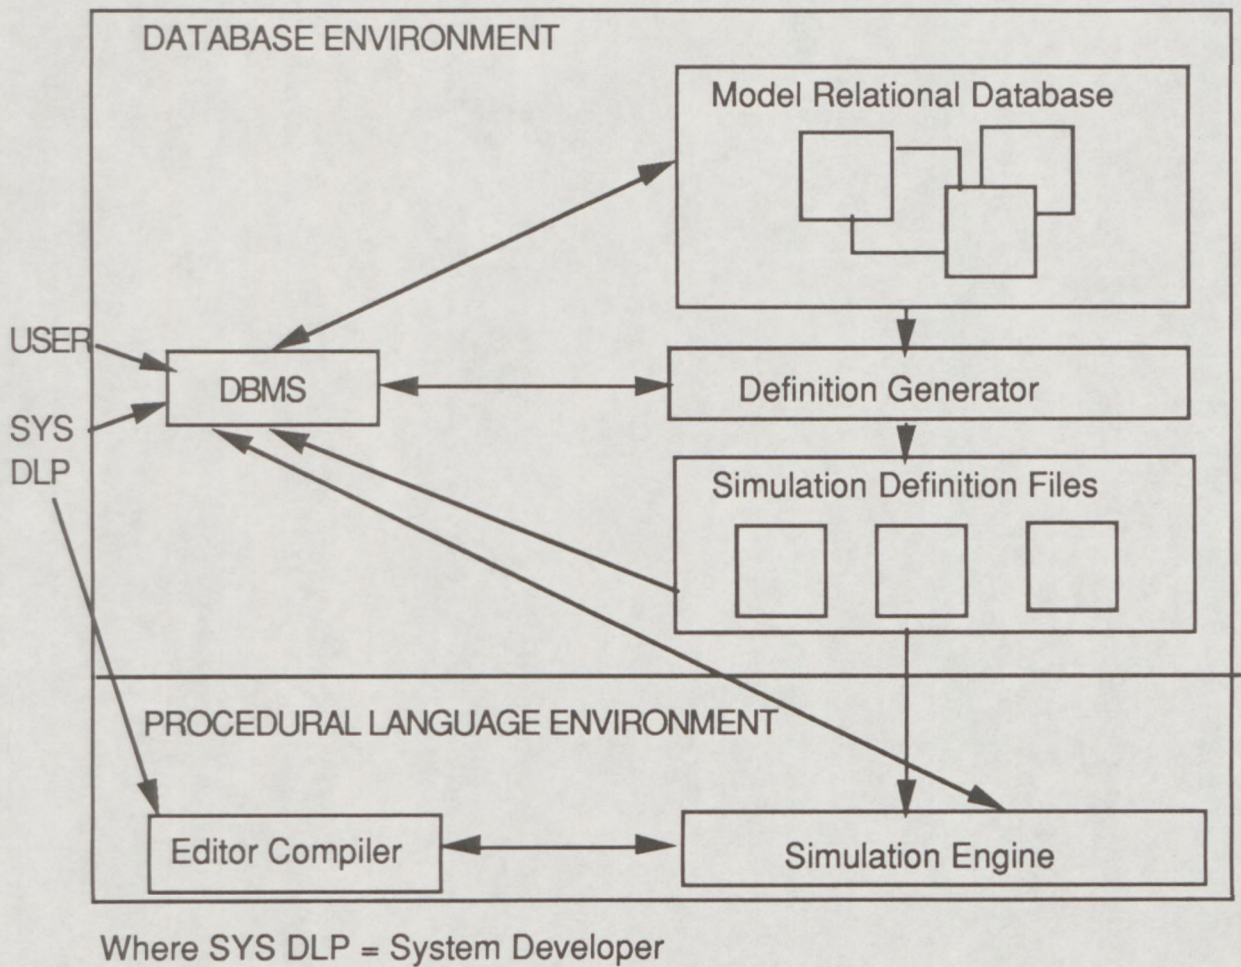 DATABASE ENVIRONMENT
Model Relational Database
USER
DBMS
Definition Generator
SYS
DLP
Simulation Definition Files
PROCEDURAL LANGUAGE ENVIRONMENT
Editor Compiler
Simulation Engine
Where SYS DLP = System Developer